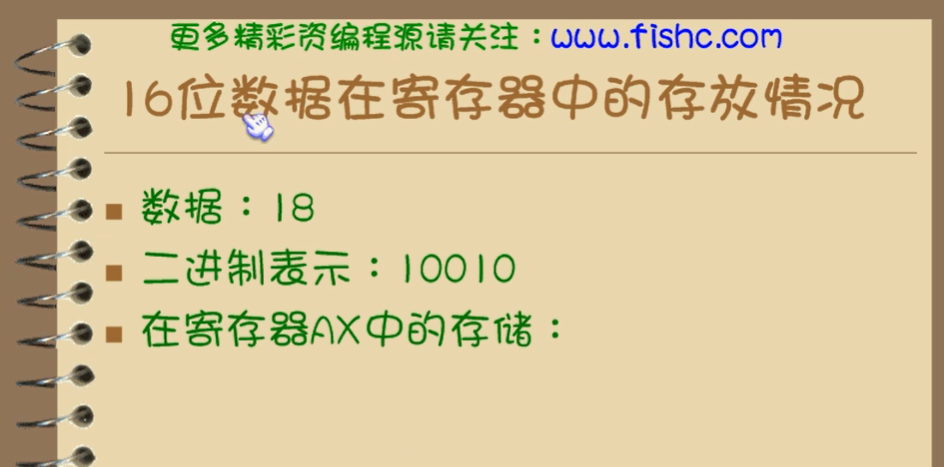 更多精彩资编程源请关注：www.fishc.com
16位数据在寄存器中的存放情况
数据：18
二进制表示：10010
在寄存器AX中的存储：